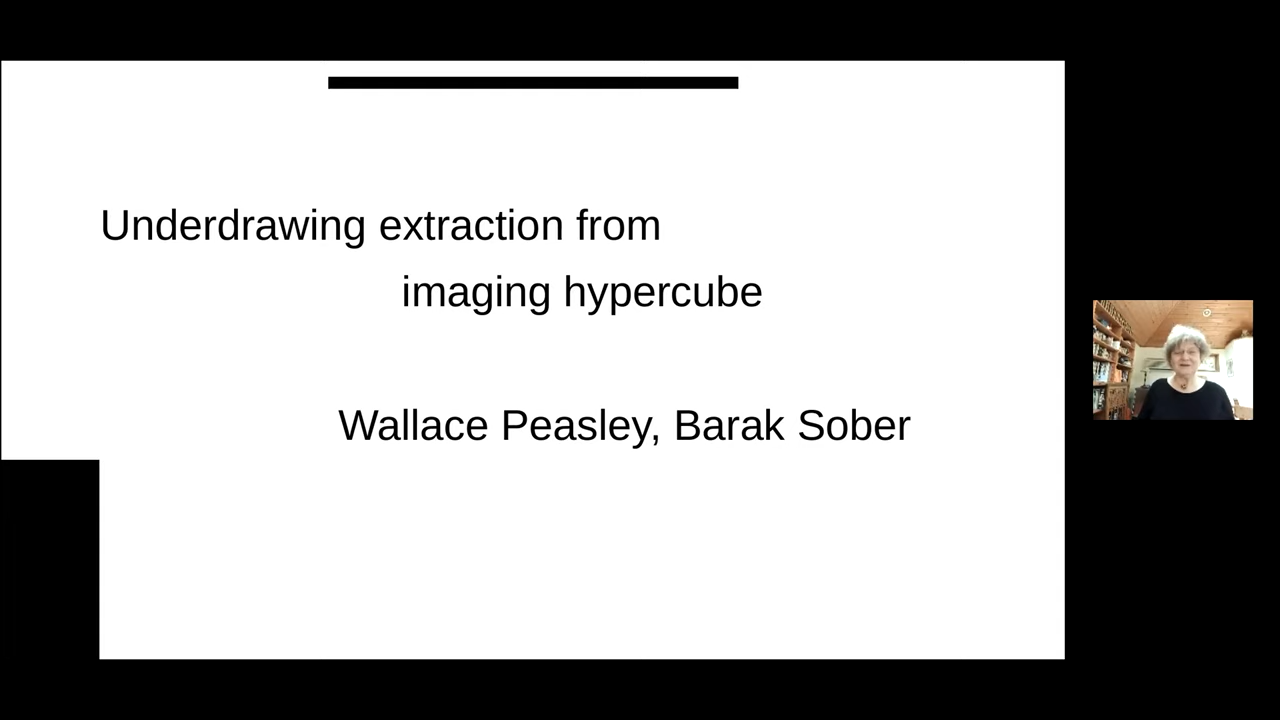 Underdrawing extraction from
imaging hypercube
Wallace Peasley, Barak Sober